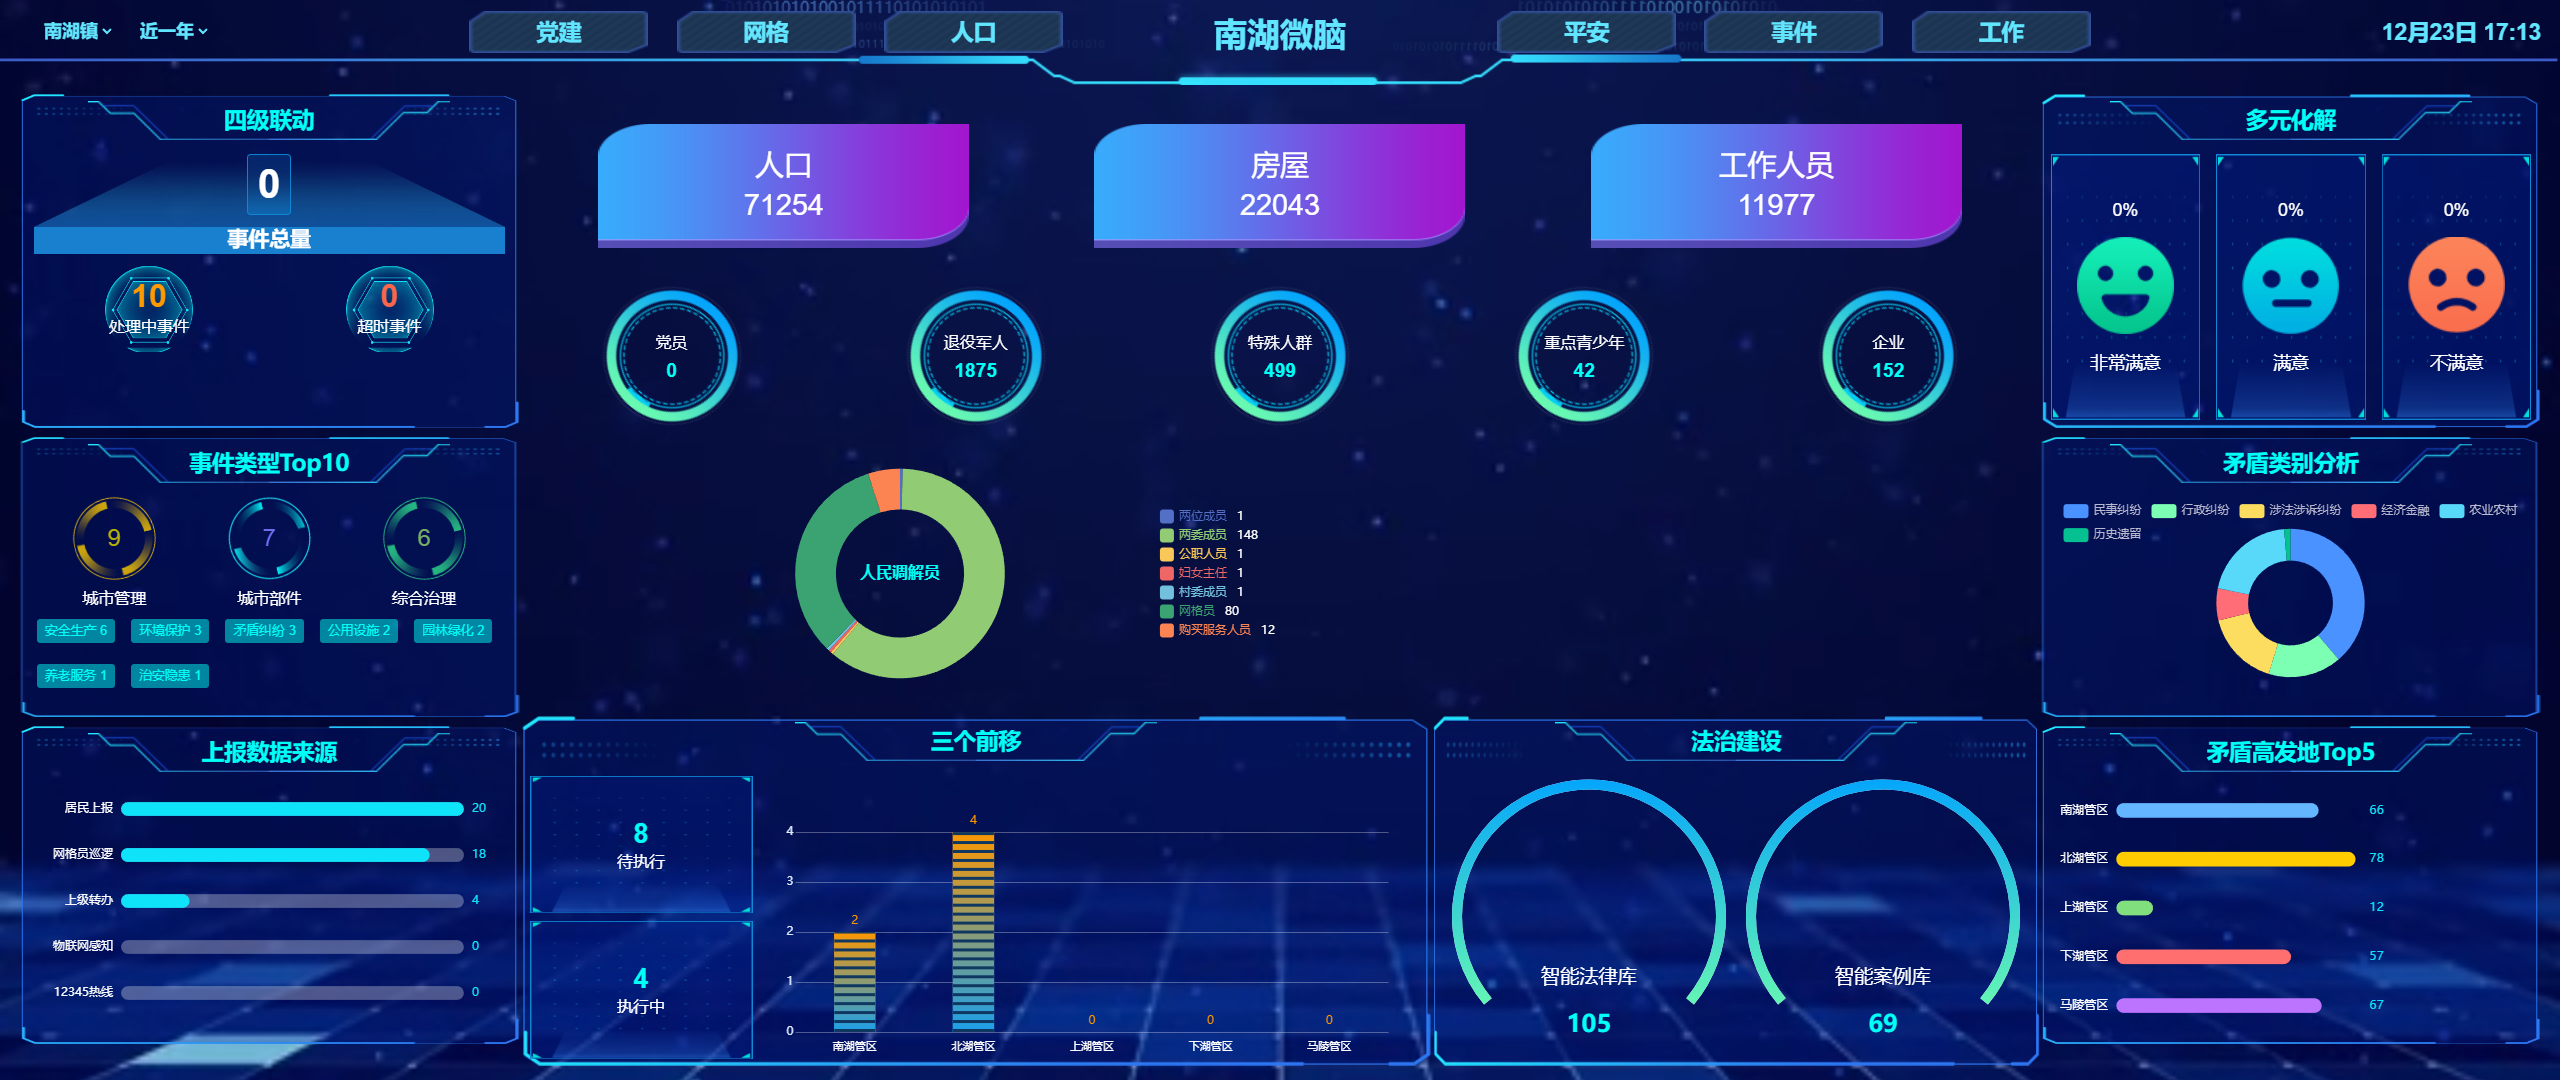 南湖镇 近一年 党建 网格 人口 南湖微脑 平安 事件 工作 12月23日 17:13
四级联动
0
事件总量
10
处理中事件
0
超时事件
事件类型Top10
9
城市管理
7
城市部件
6
综合治理
安全生产 6 环境保护 3 矛盾纠纷 3 公用设施 2 园林绿化 2
养老服务 1 治安隐患 1
上报数据来源
居民上报 20
网格员巡逻 18
上级转办 4
物联网感知 0
12345热线 0
人口
71254
房屋
22043
工作人员
11977
党员
0
退役军人
1875
特殊人群
499
重点青少年
42
企业
152
人民调解员
两位成员 1
两委成员 148
公职人员 1
妇女主任 1
村委成员 1
网格员 80
购买服务人员 12
三个前移
8
待执行
4
执行中
4
3
2
1
0
2
4
0
0
0
南湖管区 北湖管区 上湖管区 下湖管区 马陵管区
法治建设
智能法律库
105
智能案例库
69
多元化解
0%
非常满意
0%
满意
0%
不满意
矛盾类别分析
民事纠纷 行政纠纷 涉法涉诉纠纷 经济金融 农业农村
历史遗留
矛盾高发地Top5
南湖管区 66
北湖管区 78
上湖管区 12
下湖管区 57
马陵管区 67